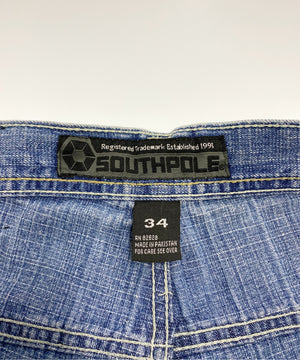 Registered Trademark Established 1991
SOUTHPOLE
34
RN 82828
MADE IN PAKISTAN
FOR CARE SEE OVER